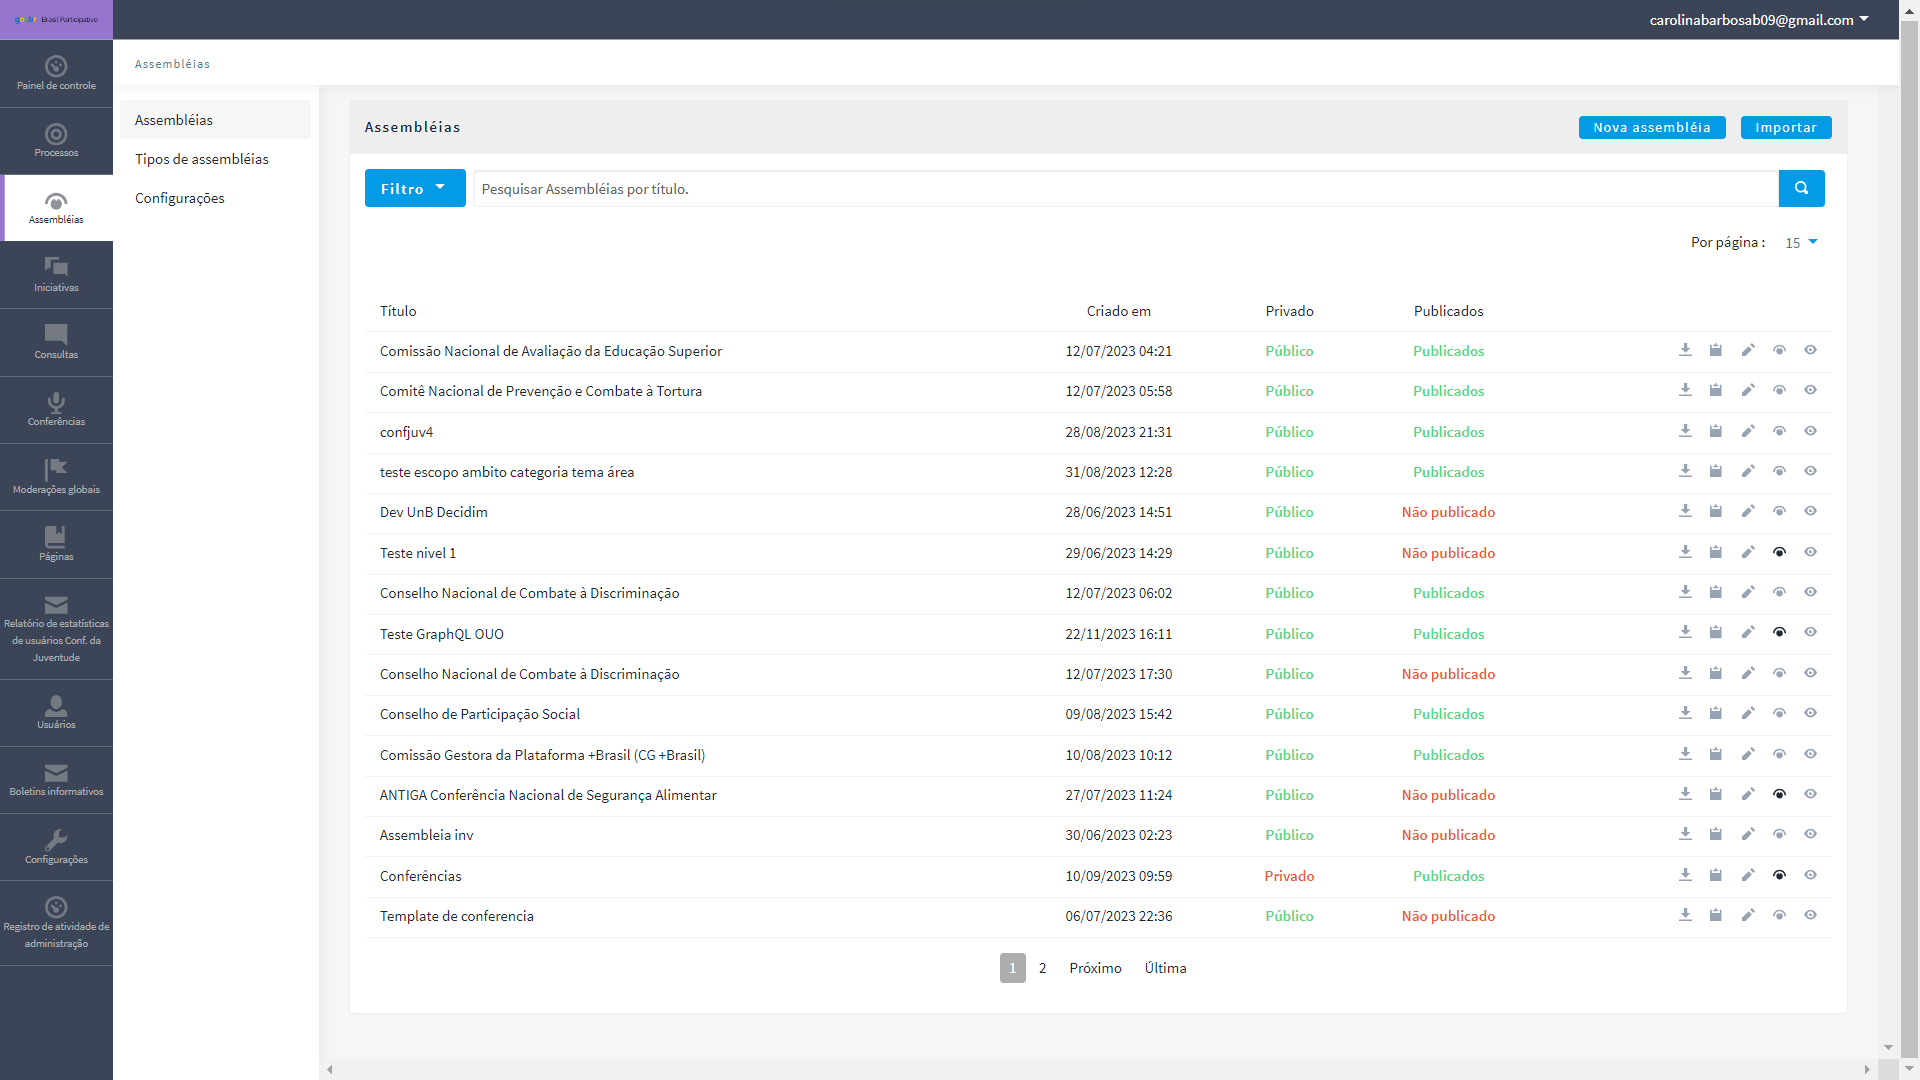 gov.br Brasil Participativo
carolinabarbosab09@gmail.com
Painel de controle
Processos
Assembléias
Iniciativas
Consultas
Conferências
Moderações globais
Páginas
Relatório de estatísticas
de usuários Conf. da
Juventude
Usuários
Boletins informativos
Configurações
Registro de atividade de
administração
Assembléias
Assembléias
Tipos de assembléias
Configurações
Assembléias
Nova assembléia
Importar
Filtro
Pesquisar Assembléias por título.
Por página : 15
Título Criado em Privado Publicados
Comissão Nacional de Avaliação da Educação Superior 12/07/2023 04:21 Público Publicados
Comitê Nacional de Prevenção e Combate à Tortura 12/07/2023 05:58 Público Publicados
confjuv4 28/08/2023 21:31 Público Publicados
teste escopo ambito categoria tema área 31/08/2023 12:28 Público Publicados
Dev UnB Decidim 28/06/2023 14:51 Público Não publicado
Teste nivel 1 29/06/2023 14:29 Público Não publicado
Conselho Nacional de Combate à Discriminação 12/07/2023 06:02 Público Publicados
Teste GraphQL OUO 22/11/2023 16:11 Público Publicados
Conselho Nacional de Combate à Discriminação 12/07/2023 17:30 Público Não publicado
Conselho de Participação Social 09/08/2023 15:42 Público Publicados
Comissão Gestora da Plataforma +Brasil (CG +Brasil) 10/08/2023 10:12 Público Publicados
ANTIGA Conferência Nacional de Segurança Alimentar 27/07/2023 11:24 Público Não publicado
Assembleia inv 30/06/2023 02:23 Público Não publicado
Conferências 10/09/2023 09:59 Privado Publicados
Template de conferencia 06/07/2023 22:36 Público Não publicado
1 2 Próximo Última